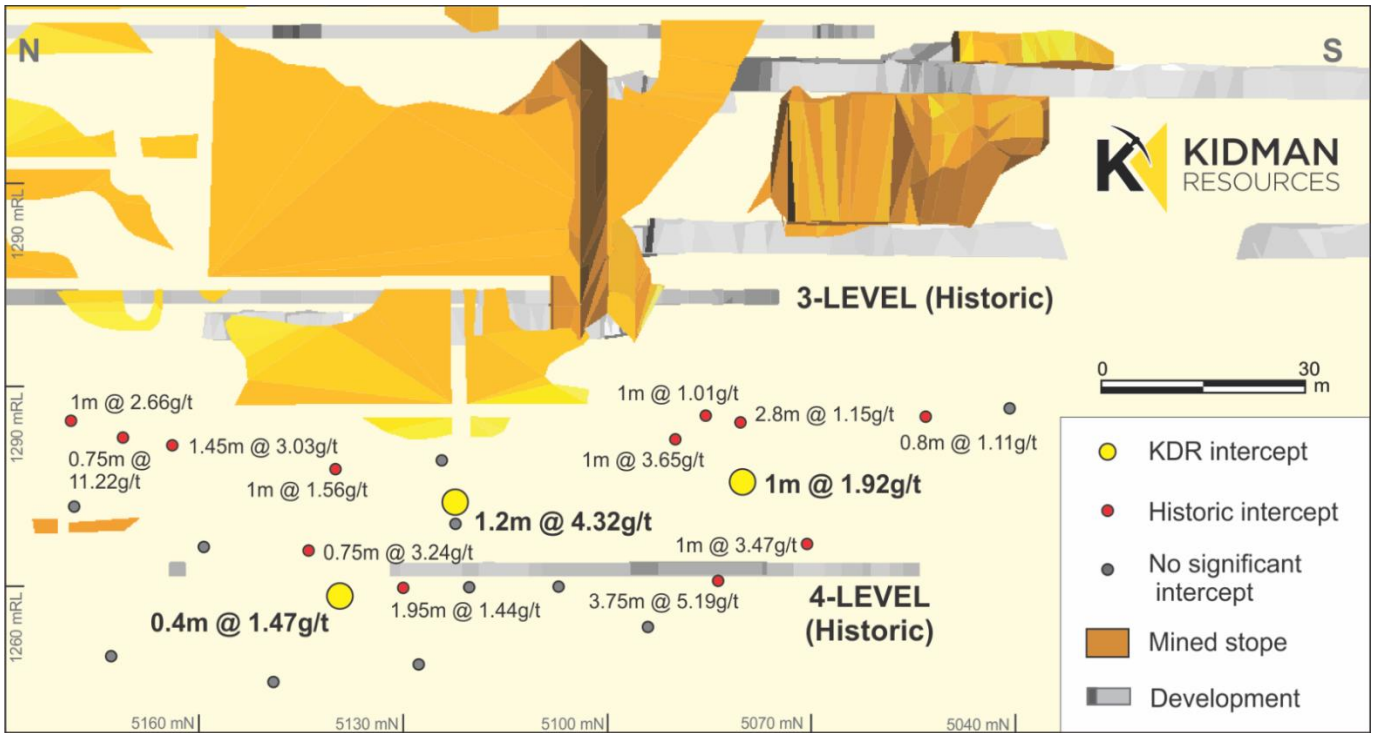 N
S
KIDMAN
RESOURCES
1290 mRL
3-LEVEL (Historic)
0 30
m
1290 mRL
1m @ 2.66g/t
0.75m @
11.22g/t
1.45m @ 3.03g/t
1m @ 1.56g/t
1m @ 1.01g/t
2.8m @ 1.15g/t
1m @ 3.65g/t
0.8m @ 1.11g/t
1m @ 1.92g/t
1.2m @ 4.32g/t
0.75m @ 3.24g/t
1m @ 3.47g/t
1.95m @ 1.44g/t
3.75m @ 5.19g/t
0.4m @ 1.47g/t
4-LEVEL
(Historic)
1260 mRL
5160 mN
5130 mN
5100 mN
5070 mN
5040 mN
KDR intercept
Historic intercept
No significant
intercept
Mined stope
Development